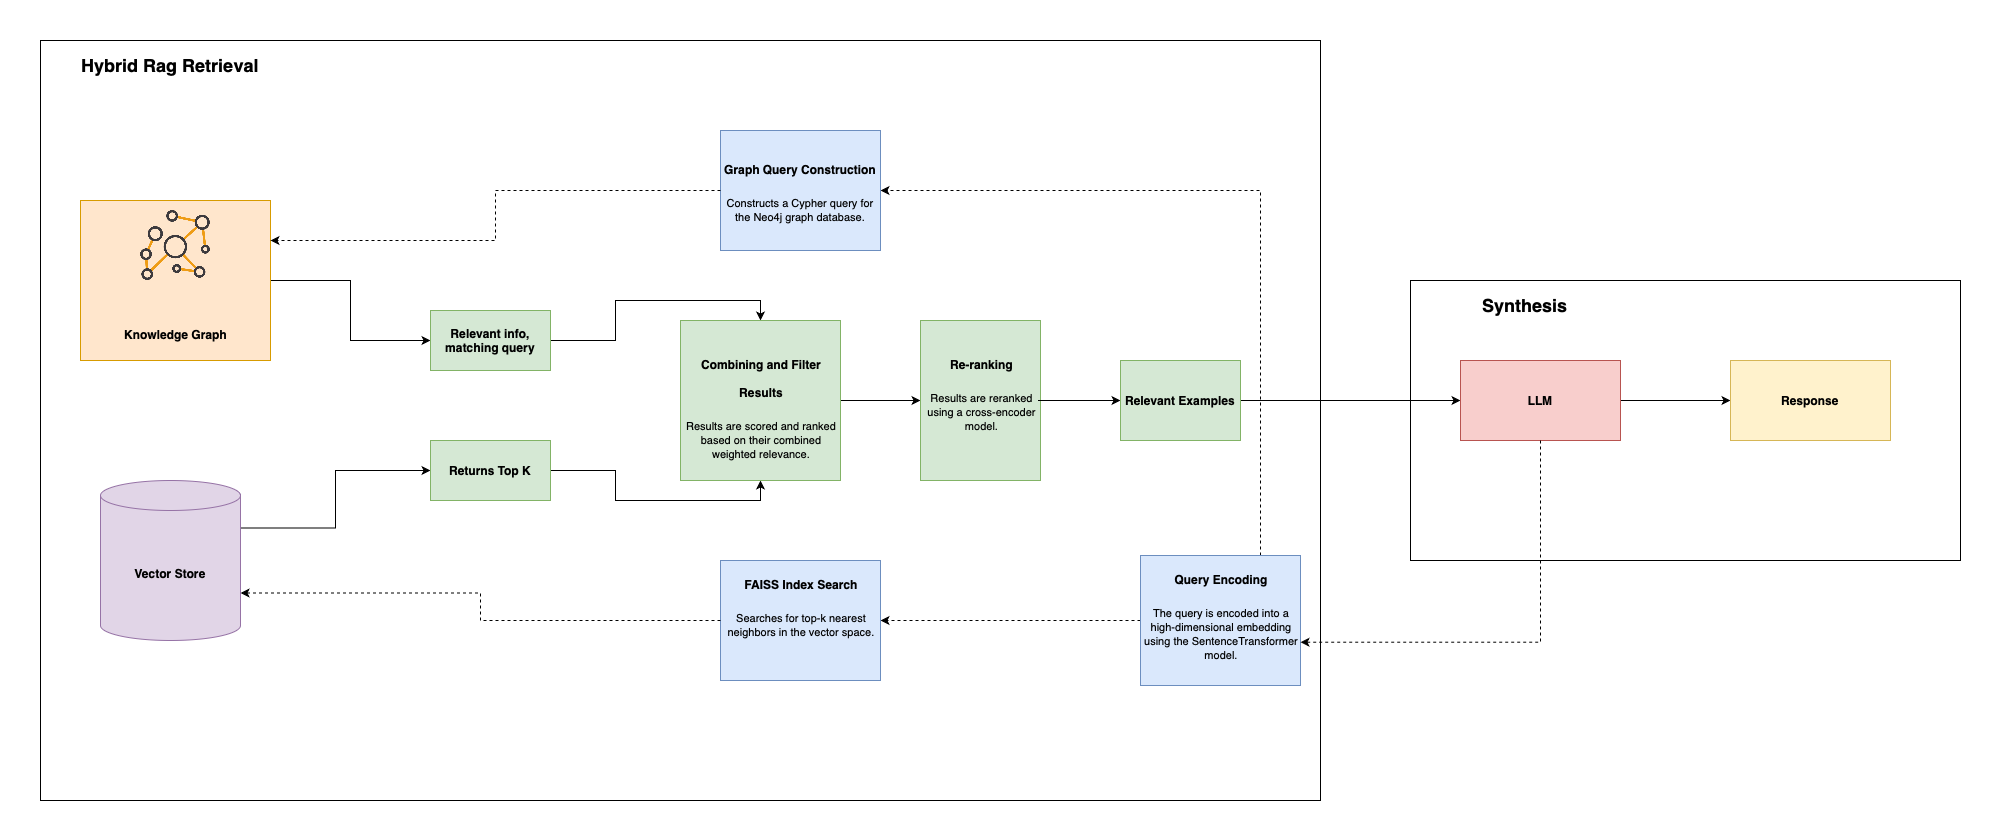 Hybrid Rag Retrieval
Graph Query Construction
Constructs a Cypher query for
the Neo4j graph database.
Knowledge Graph
Relevant info,
matching query
Combining and Filter
Results
Results are scored and ranked
based on their combined
weighted relevance.
Re-ranking
Results are reranked
using a cross-encoder
model.
Relevant Examples
Returns Top K
Vector Store
FAISS Index Search
Searches for top-k nearest
neighbors in the vector space.
Query Encoding
The query is encoded into a
high-dimensional embedding
using the SentenceTransformer
model.
Synthesis
LLM
Response